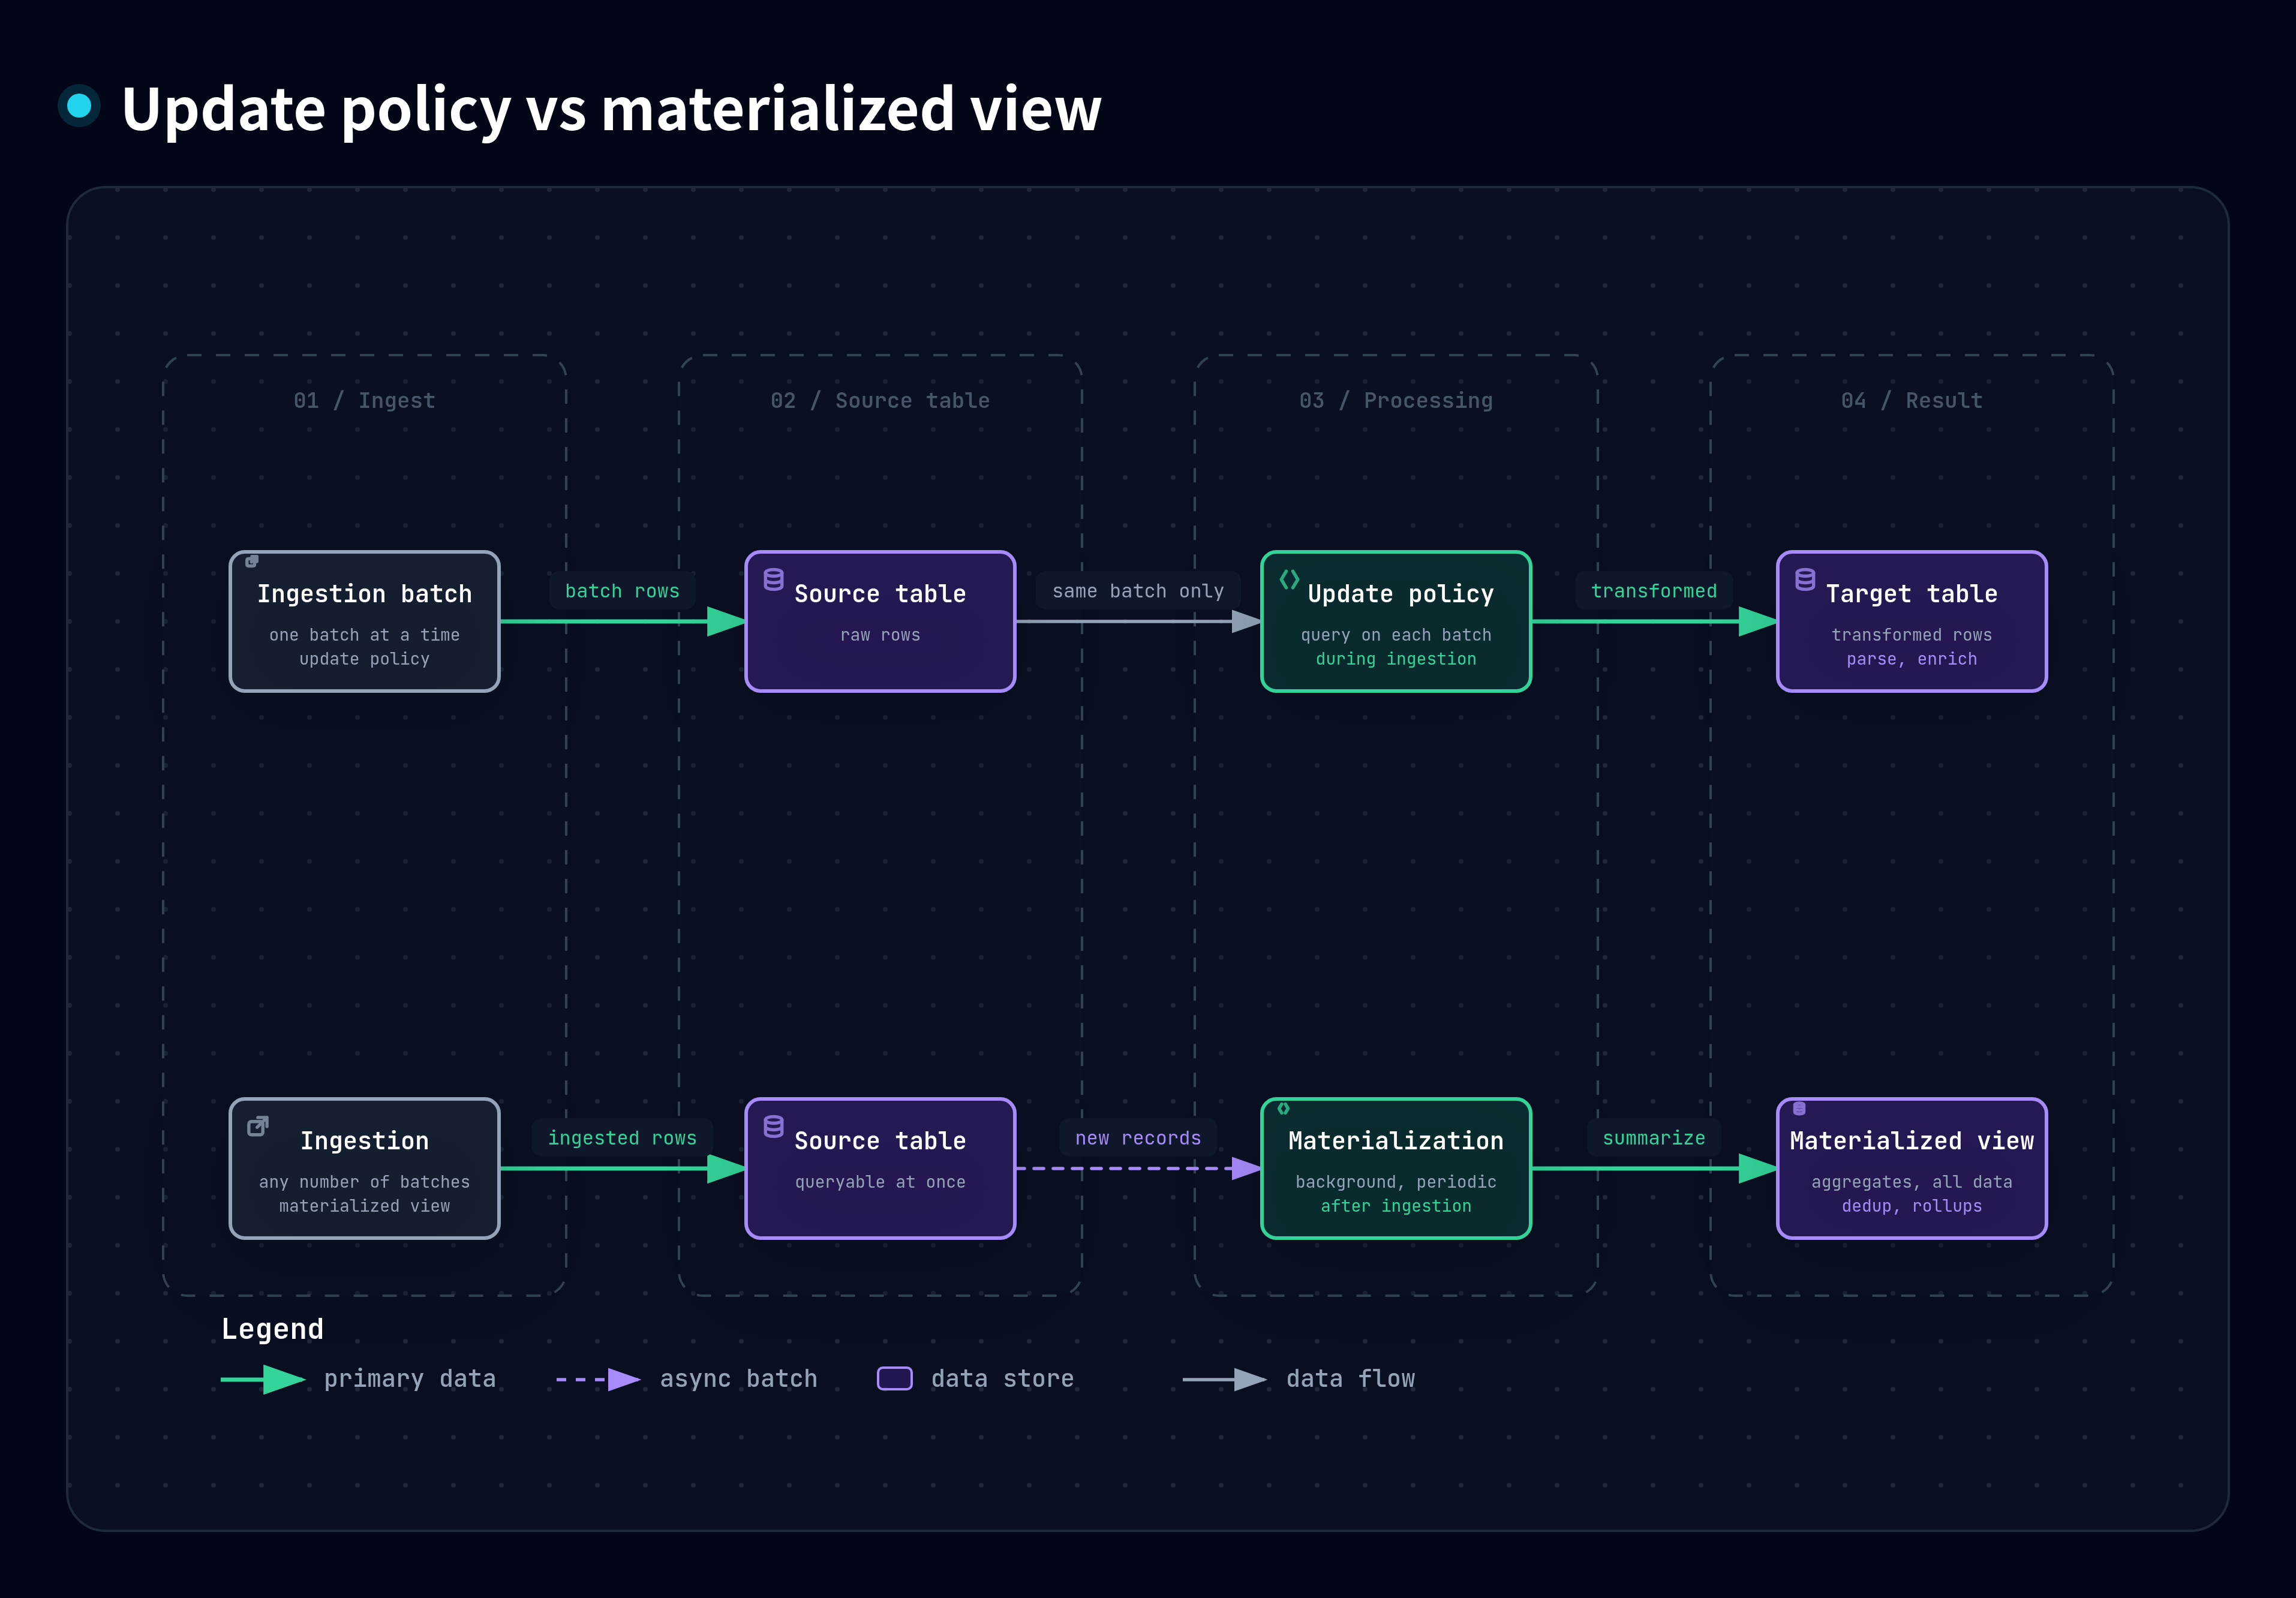 Update policy vs materialized view
01 / Ingest
02 / Source table
03 / Processing
04 / Result
Ingestion batch
one batch at a time
update policy
batch rows
Source table
raw rows
same batch only
Update policy
query on each batch
during ingestion
transformed
Target table
transformed rows
parse, enrich
Ingestion
any number of batches
materialized view
ingested rows
Source table
queryable at once
new records
Materialization
background, periodic
after ingestion
summarize
Materialized view
aggregates, all data
dedup, rollups
Legend
primary data
async batch
data store
data flow